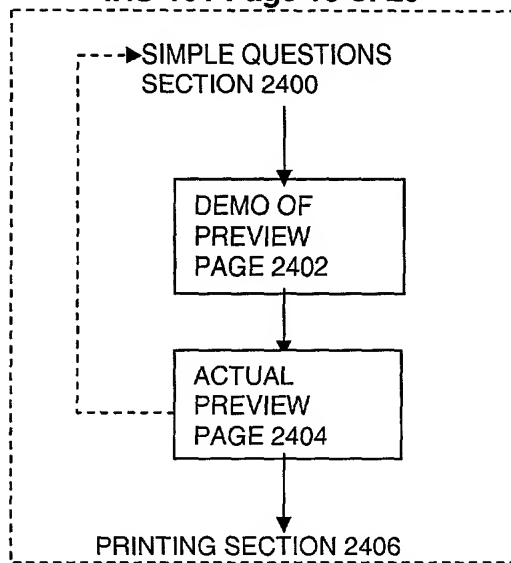 SIMPLE QUESTIONS
SECTION 2400
DEMO OF
PREVIEW
PAGE 2402
ACTUAL
PREVIEW
PAGE 2404
PRINTING SECTION 2406